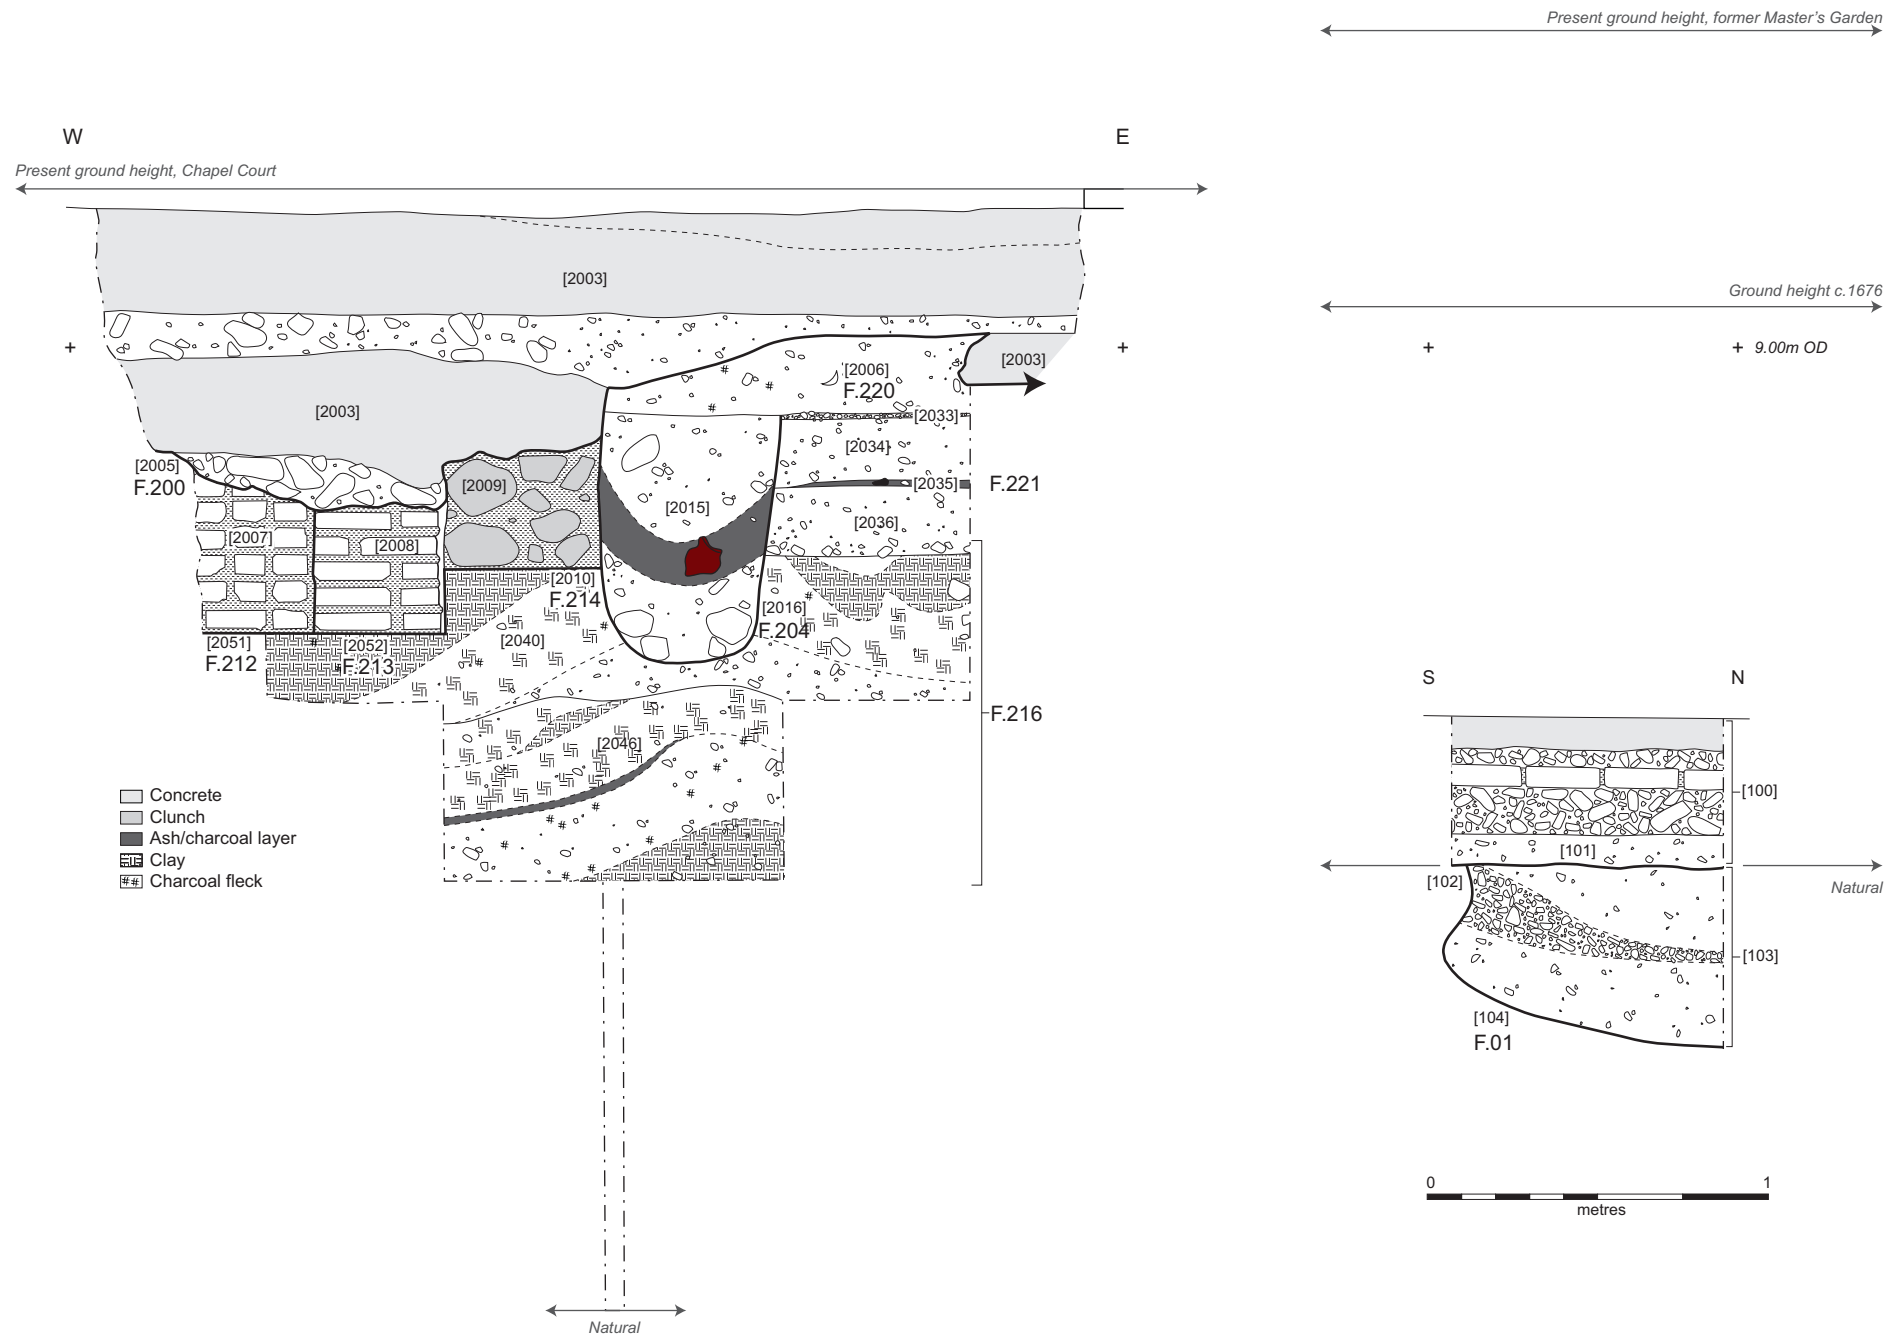 Present ground height, former Master's Garden
W
E
Present ground height, Chapel Court
[2003]
Ground height c.1676
9.00m OD
[2003]
[2006]
F.220
[2003]
[2033]
[2034]
[2005]
F.200
[2009]
[2015]
[2035]
F.221
[2036]
[2007]
[2008]
[2010]
F.214
[2016]
F.204
[2040]
[2051]
F.212
[2052]
F.213
F.216
[2046]
S
N
Concrete
Clunch
Ash/charcoal layer
Clay
Charcoal fleck
[100]
[101]
[102]
Natural
[103]
[104]
F.01
0
1
metres
Natural